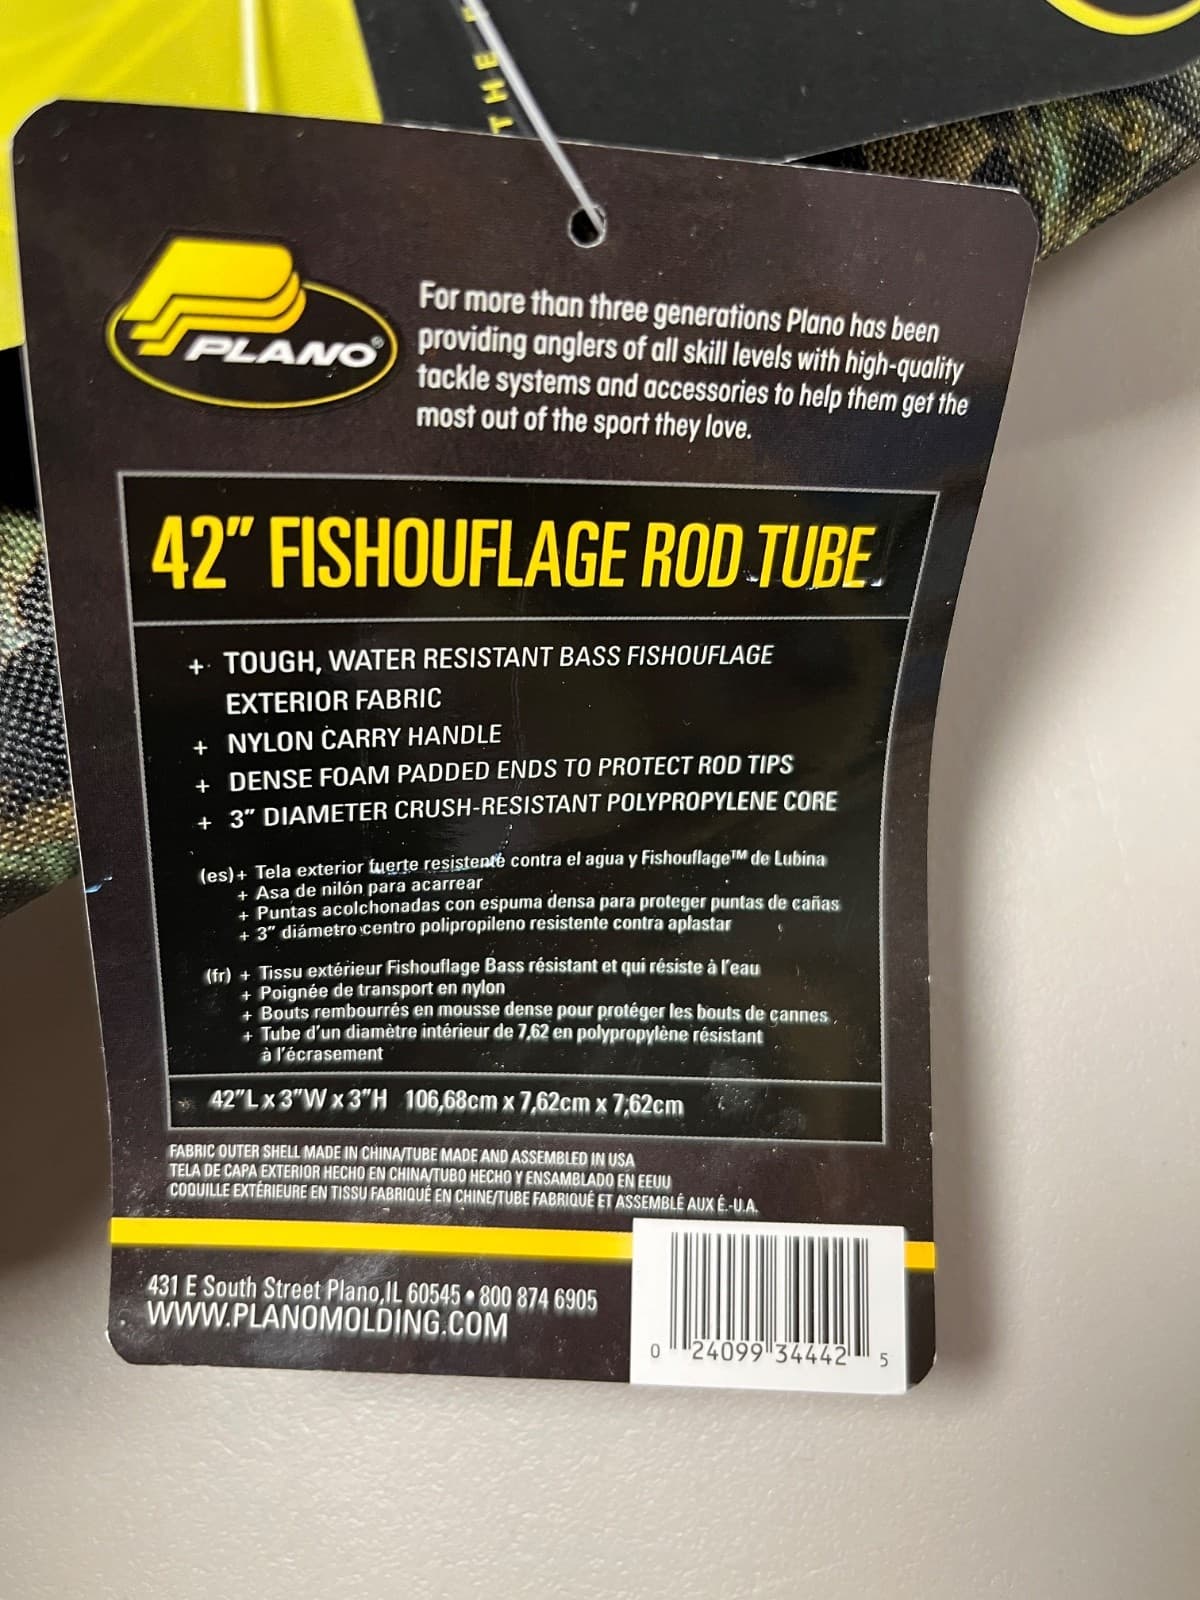 THE
PLANO®
For more than three generations Plano has been
providing anglers of all skill levels with high-quality
tackle systems and accessories to help them get the
most out of the sport they love.
42” FISHOUFLAGE ROD TUBE
+ TOUGH, WATER RESISTANT BASS FISHOUFLAGE
EXTERIOR FABRIC
+ NYLON CARRY HANDLE
+ DENSE FOAM PADDED ENDS TO PROTECT ROD TIPS
+ 3” DIAMETER CRUSH-RESISTANT POLYPROPYLENE CORE
(es)+ Tela exterior fuerte resistente contra el agua y Fishouflage™ de Lubina
+ Asa de nilón para acarrear
+ Puntas acolchonadas con espuma densa para proteger puntas de cañas
+ 3” diámetro centro polipropileno resistente contra aplastar
(fr) + Tissu extérieur Fishouflage Bass résistant et qui résiste à l’eau
+ Poignée de transport en nylon
+ Bouts rembourrés en mousse dense pour protéger les bouts de cannes
+ Tube d’un diamètre intérieur de 7,62 en polypropylène résistant
à l’écrasement
42”L x 3”W x 3”H 106,68cm x 7,62cm x 7,62cm
FABRIC OUTER SHELL MADE IN CHINA/TUBE MADE AND ASSEMBLED IN USA
TELA DE CAPA EXTERIOR HECHO EN CHINA/TUBO HECHO Y ENSAMBLADO EN EEUU
COQUILLE EXTÉRIEURE EN TISSU FABRIQUÉ EN CHINE/TUBE FABRIQUÉ ET ASSEMBLÉ AUX É.-U.A.
431 E South Street Plano,IL 60545 • 800 874 6905
WWW.PLANOMOLDING.COM
0 24099 34442 5